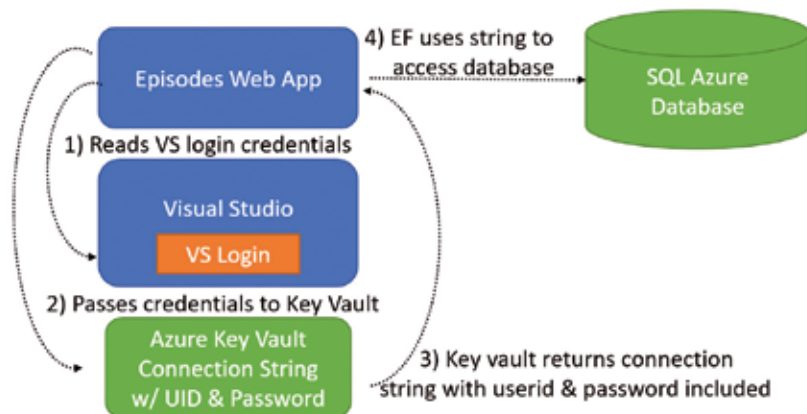 4) EF uses string to
access database
Episodes Web App
SQL Azure
Database
1) Reads VS login credentials
Visual Studio
VS Login
2) Passes credentials to Key Vault
Azure Key Vault
Connection String
w/ UID & Password
3) Key vault returns connection
string with userid & password included